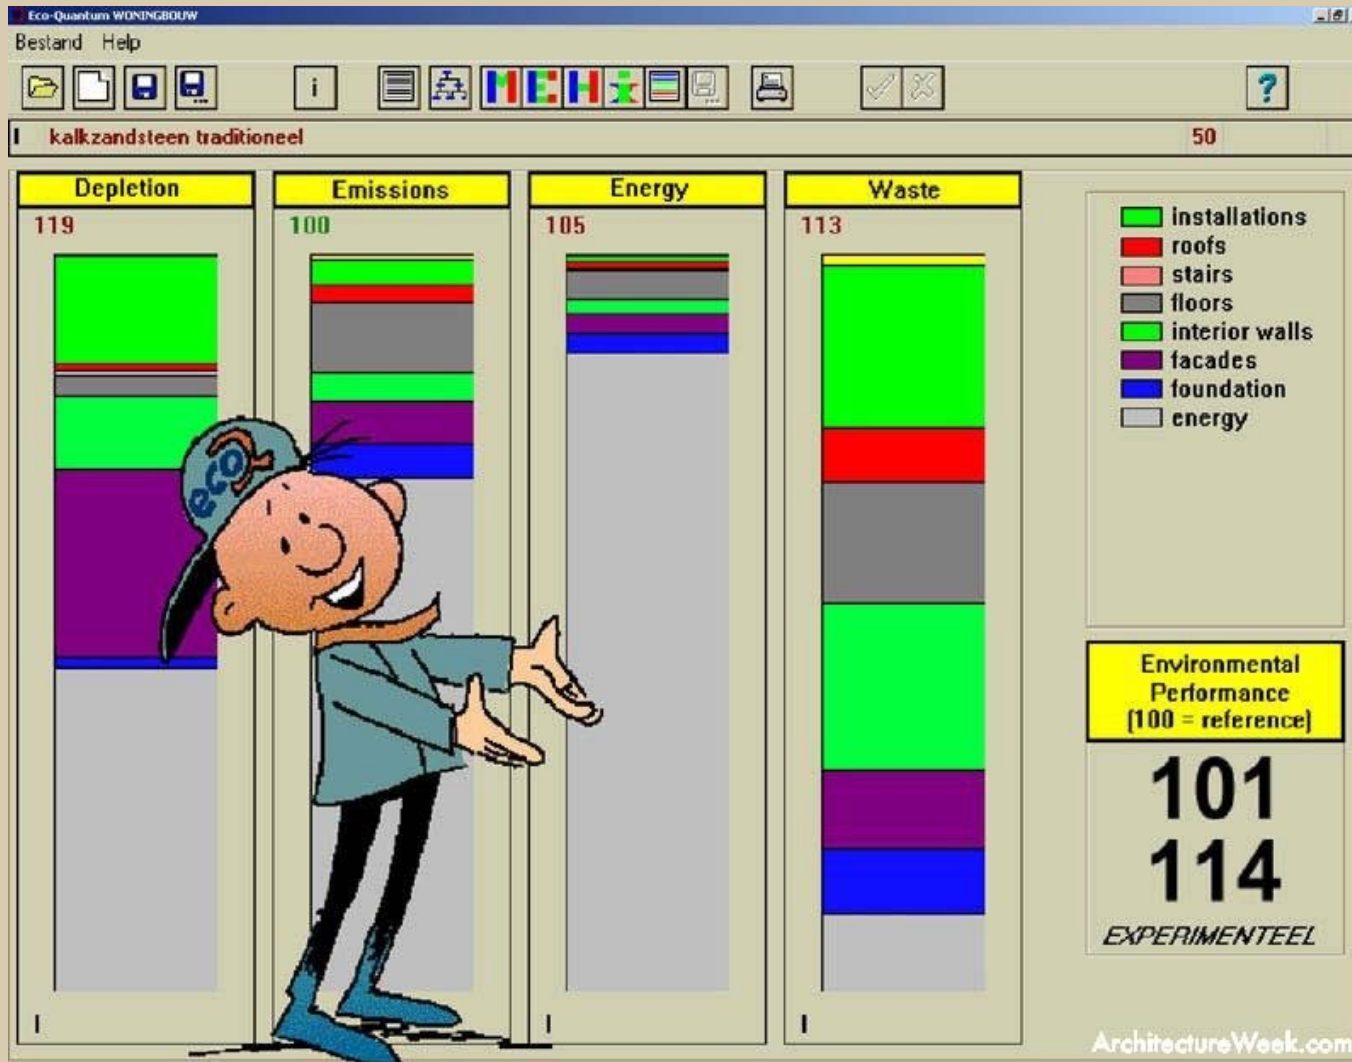 Eco-Quantum WONINGBOUW
Bestand Help
i M E H i ?
kalkzandsteen traditioneel 50
Depletion Emissions Energy Waste
119 100 105 113
installations
roofs
stairs
floors
interior walls
facades
foundation
energy
eco
Environmental
Performance
(100 = reference)
101
114
EXPERIMENTEEL
ArchitectureWeek.com